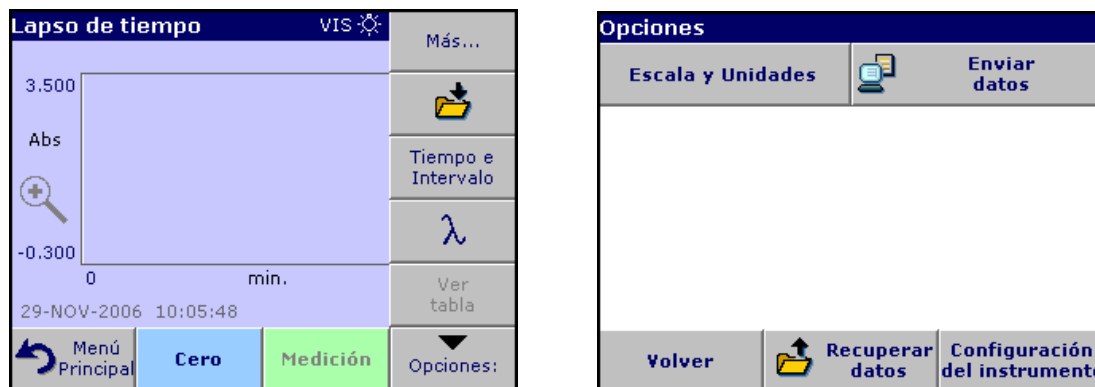 Lapso de tiempo
VIS
Más...
3.500
Abs
Tiempo e
Intervalo
λ
-0.300
0
min.
Ver
tabla
29-NOV-2006 10:05:48
Menú
Principal
Cero
Medición
Opciones:
Opciones
Escala y Unidades
Enviar
datos
Volver
Recuperar
datos
Configuración
del instrumento